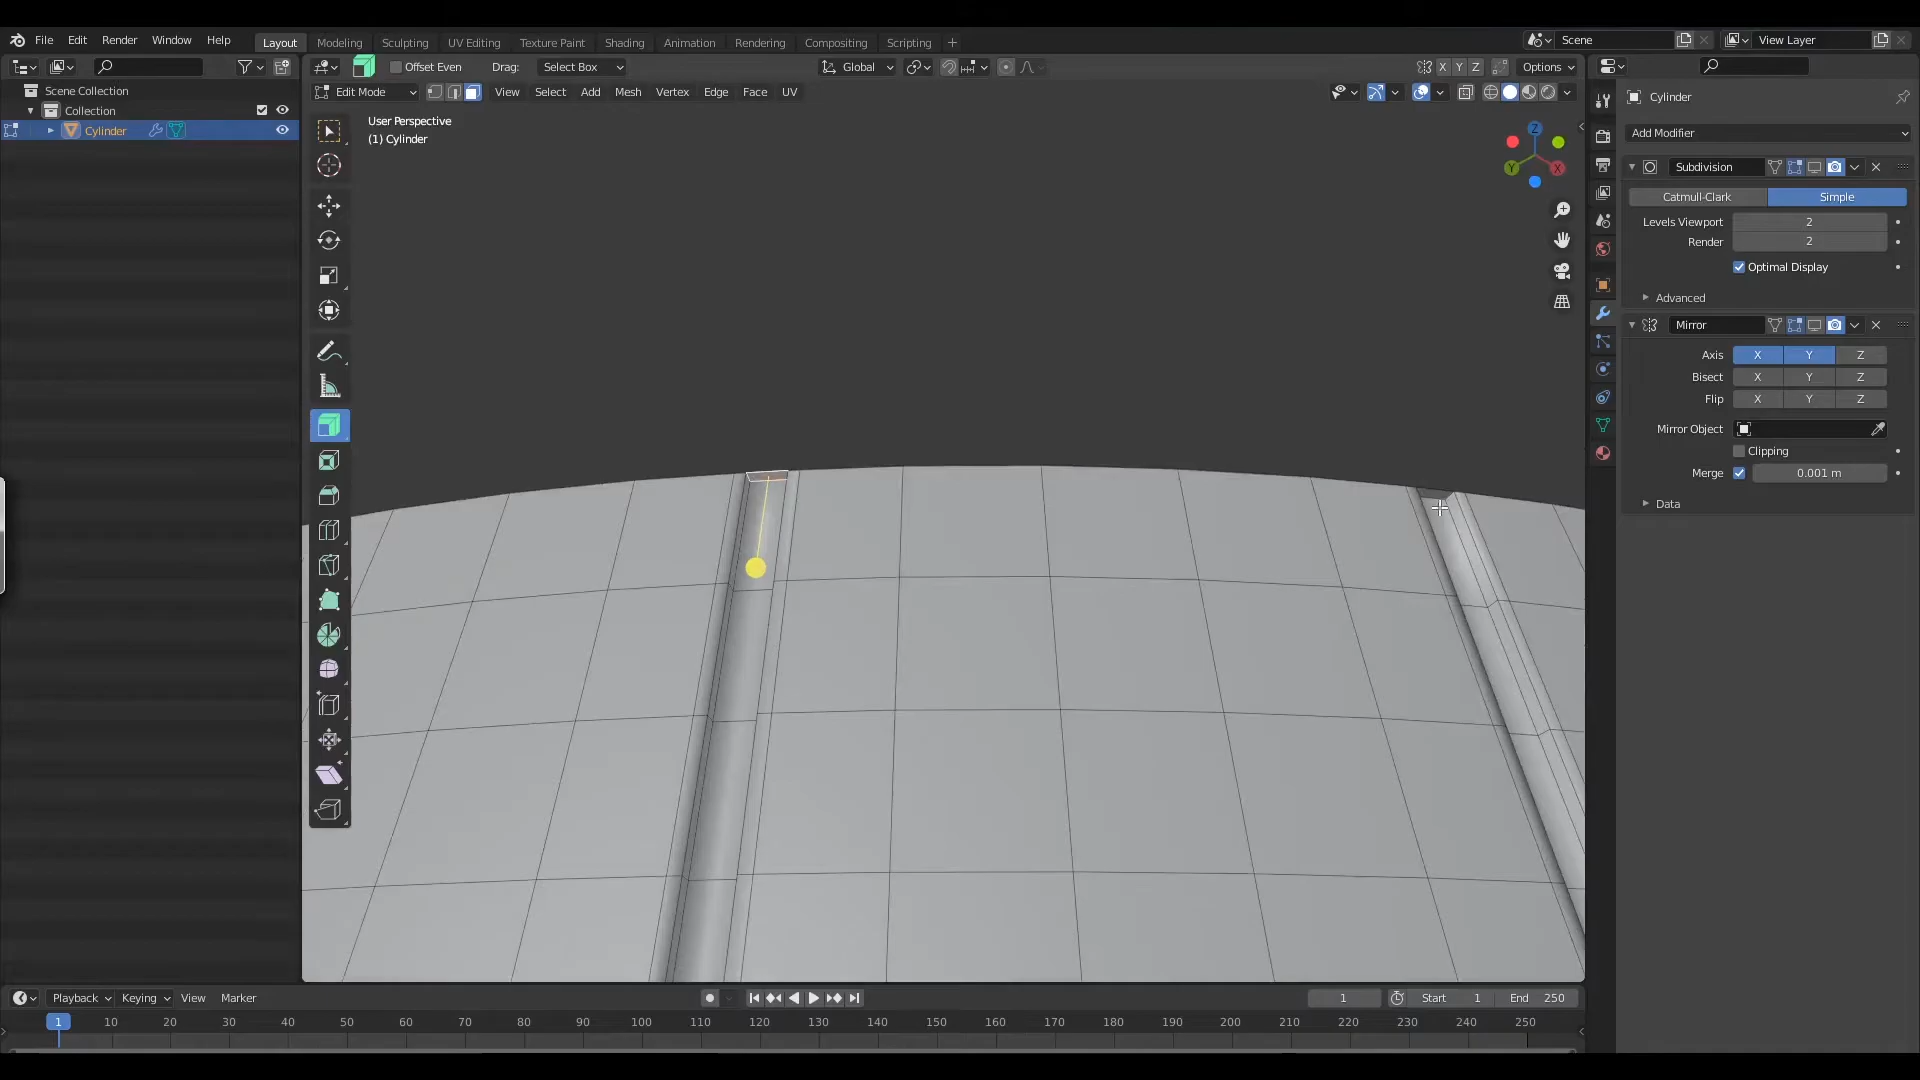 File Edit Render Window Help Layout Modeling Sculpting UV Editing Texture Paint Shading Animation Rendering Compositing Scripting + Scene View Layer
Offset Even Drag: Select Box Global X Y Z Options
Edit Mode View Select Add Mesh Vertex Edge Face UV
Scene Collection
Collection
Cylinder
User Perspective
(1) Cylinder
Z
Y X
Cylinder
Add Modifier
Subdivision
Catmull-Clark Simple
Levels Viewport 2
Render 2
Optimal Display
Advanced
Mirror
Axis X Y Z
Bisect X Y Z
Flip X Y Z
Mirror Object
Clipping
Merge 0.001 m
Data
Playback Keying View Marker 1 Start 1 End 250
1 10 20 30 40 50 60 70 80 90 100 110 120 130 140 150 160 170 180 190 200 210 220 230 240 250